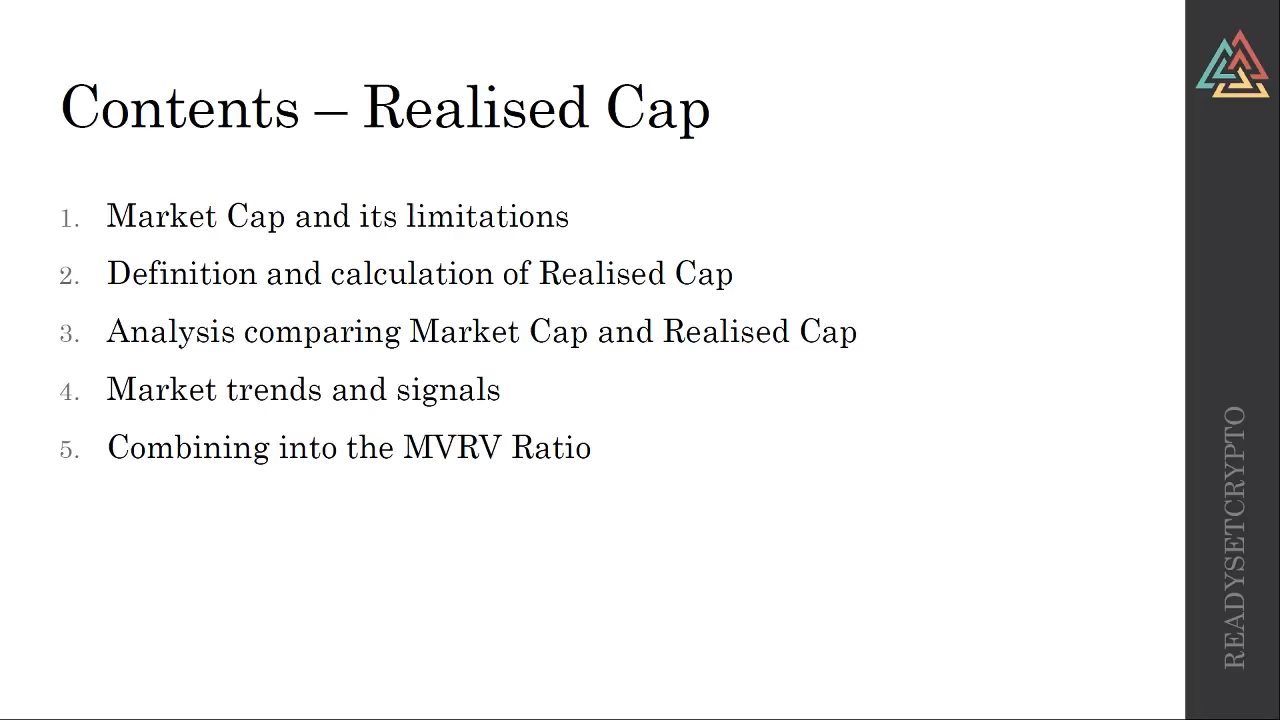 Contents – Realised Cap
1. Market Cap and its limitations
2. Definition and calculation of Realised Cap
3. Analysis comparing Market Cap and Realised Cap
4. Market trends and signals
5. Combining into the MVRV Ratio
READYSETCRYPTO